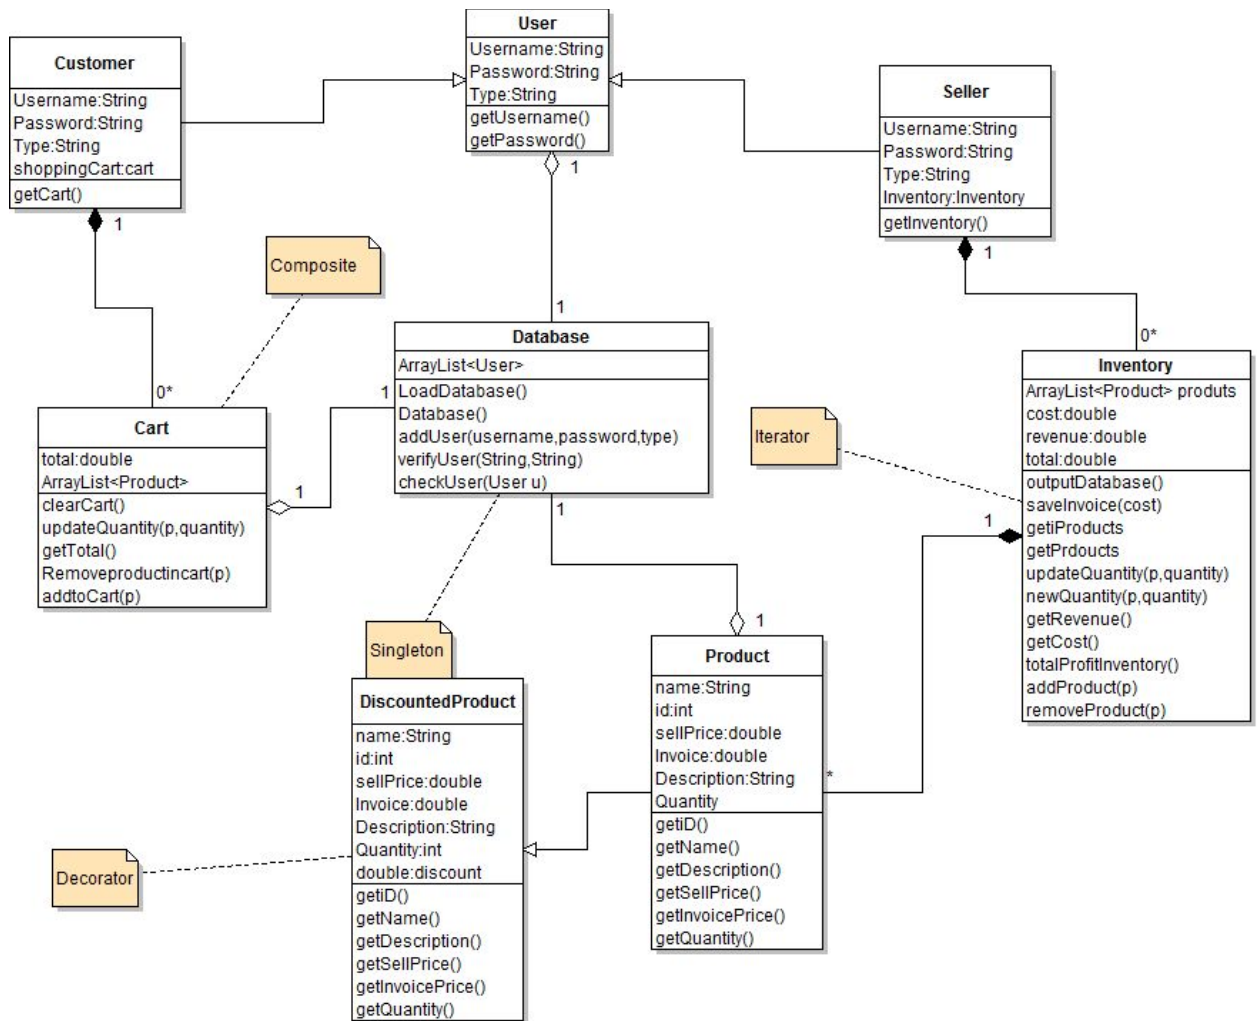 User
Username:String
Password:String
Type:String
getUsername()
getPassword()
1
Customer
Username:String
Password:String
Type:String
shoppingCart:cart
getCart()
1
Seller
Username:String
Password:String
Type:String
Inventory:Inventory
getInventory()
1
Composite
1
Database
ArrayList<User>
LoadDatabase()
Database()
addUser(username,password,type)
verifyUser(String,String)
checkUser(User u)
1
1
0*
Cart
total:double
ArrayList<Product>
clearCart()
updateQuantity(p,quantity)
getTotal()
Removeproductincart(p)
addtoCart(p)
1
0*
Inventory
ArrayList<Product> produts
cost:double
revenue:double
total:double
outputDatabase()
saveInvoice(cost)
getiProducts
getPrdoucts
updateQuantity(p,quantity)
newQuantity(p,quantity)
getRevenue()
getCost()
totalProfitInventory()
addProduct(p)
removeProduct(p)
1
Iterator
Singleton
DiscountedProduct
name:String
id:int
sellPrice:double
Invoice:double
Description:String
Quantity:int
double:discount
getiD()
getName()
getDescription()
getSellPrice()
getInvoicePrice()
getQuantity()
1
Product
name:String
id:int
sellPrice:double
Invoice:double
Description:String
Quantity
getiD()
getName()
getDescription()
getSellPrice()
getInvoicePrice()
getQuantity()
*
Decorator